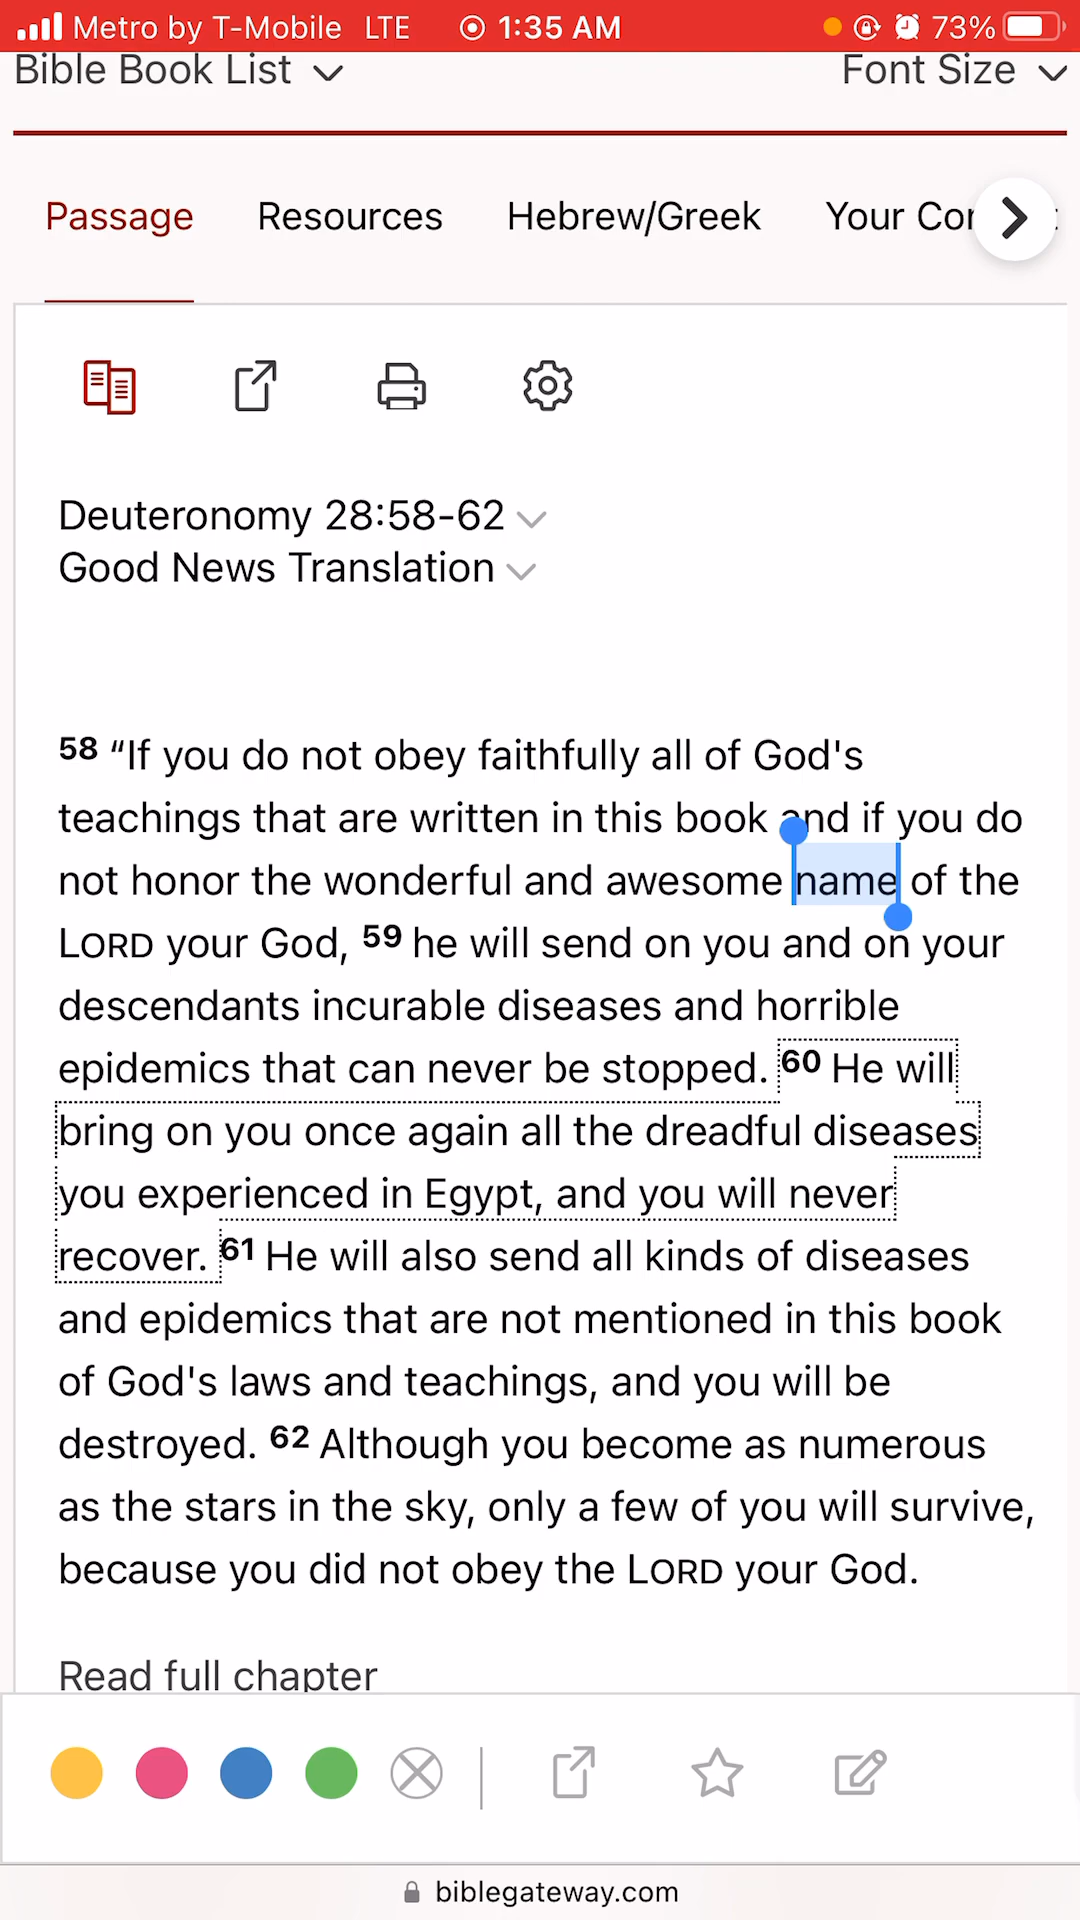 Metro by T-Mobile LTE 1:35 AM 73%
Bible Book List Font Size
Passage Resources Hebrew/Greek Your
Deuteronomy 28:58-62
Good News Translation
58 “If you do not obey faithfully all of God's
teachings that are written in this book and if you do
not honor the wonderful and awesome name of the
LORD your God, 59 he will send on you and on your
descendants incurable diseases and horrible
epidemics that can never be stopped. 60 He will
bring on you once again all the dreadful diseases
you experienced in Egypt, and you will never
recover. 61 He will also send all kinds of diseases
and epidemics that are not mentioned in this book
of God's laws and teachings, and you will be
destroyed. 62 Although you become as numerous
as the stars in the sky, only a few of you will survive,
because you did not obey the LORD your God.
Read full chapter
biblegateway.com